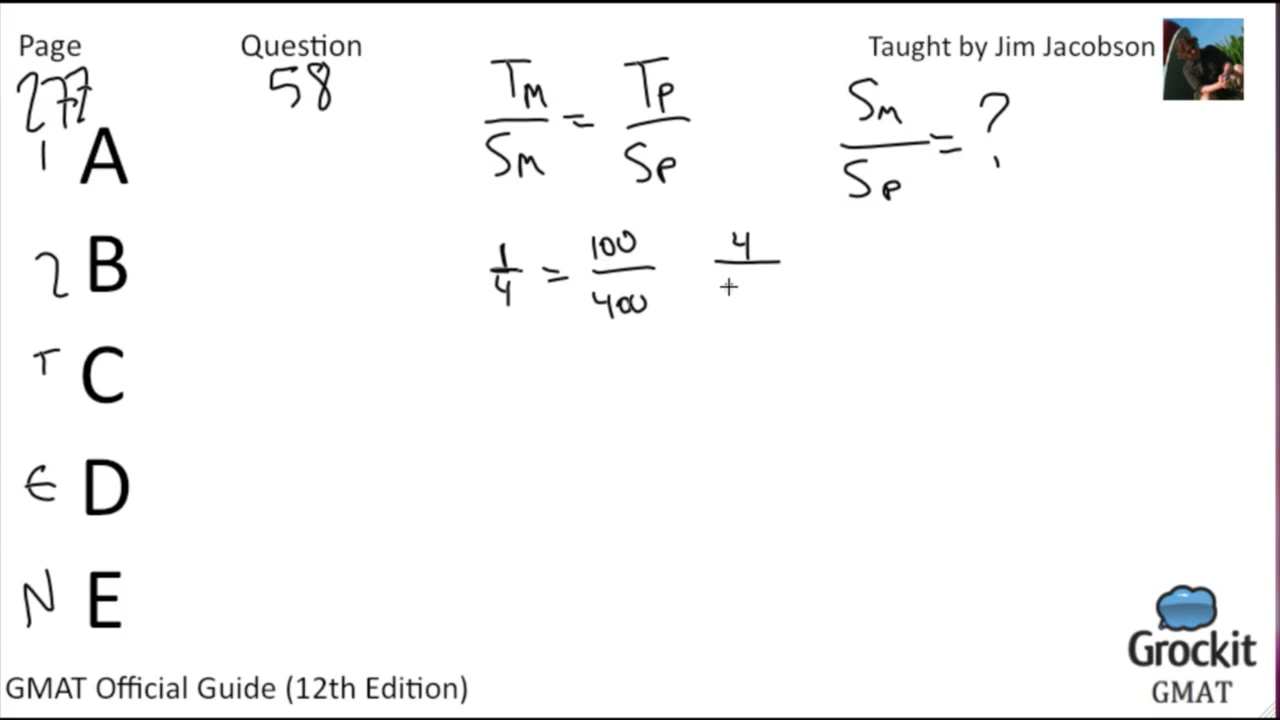 Page Question Taught by Jim Jacobson
277 58
T_M / S_M = T_P / S_P
S_M / S_P = ?
1 A
1/4 = 100/400 4
2 B
T C
E D
N E
Grockit
GMAT
GMAT Official Guide (12th Edition)